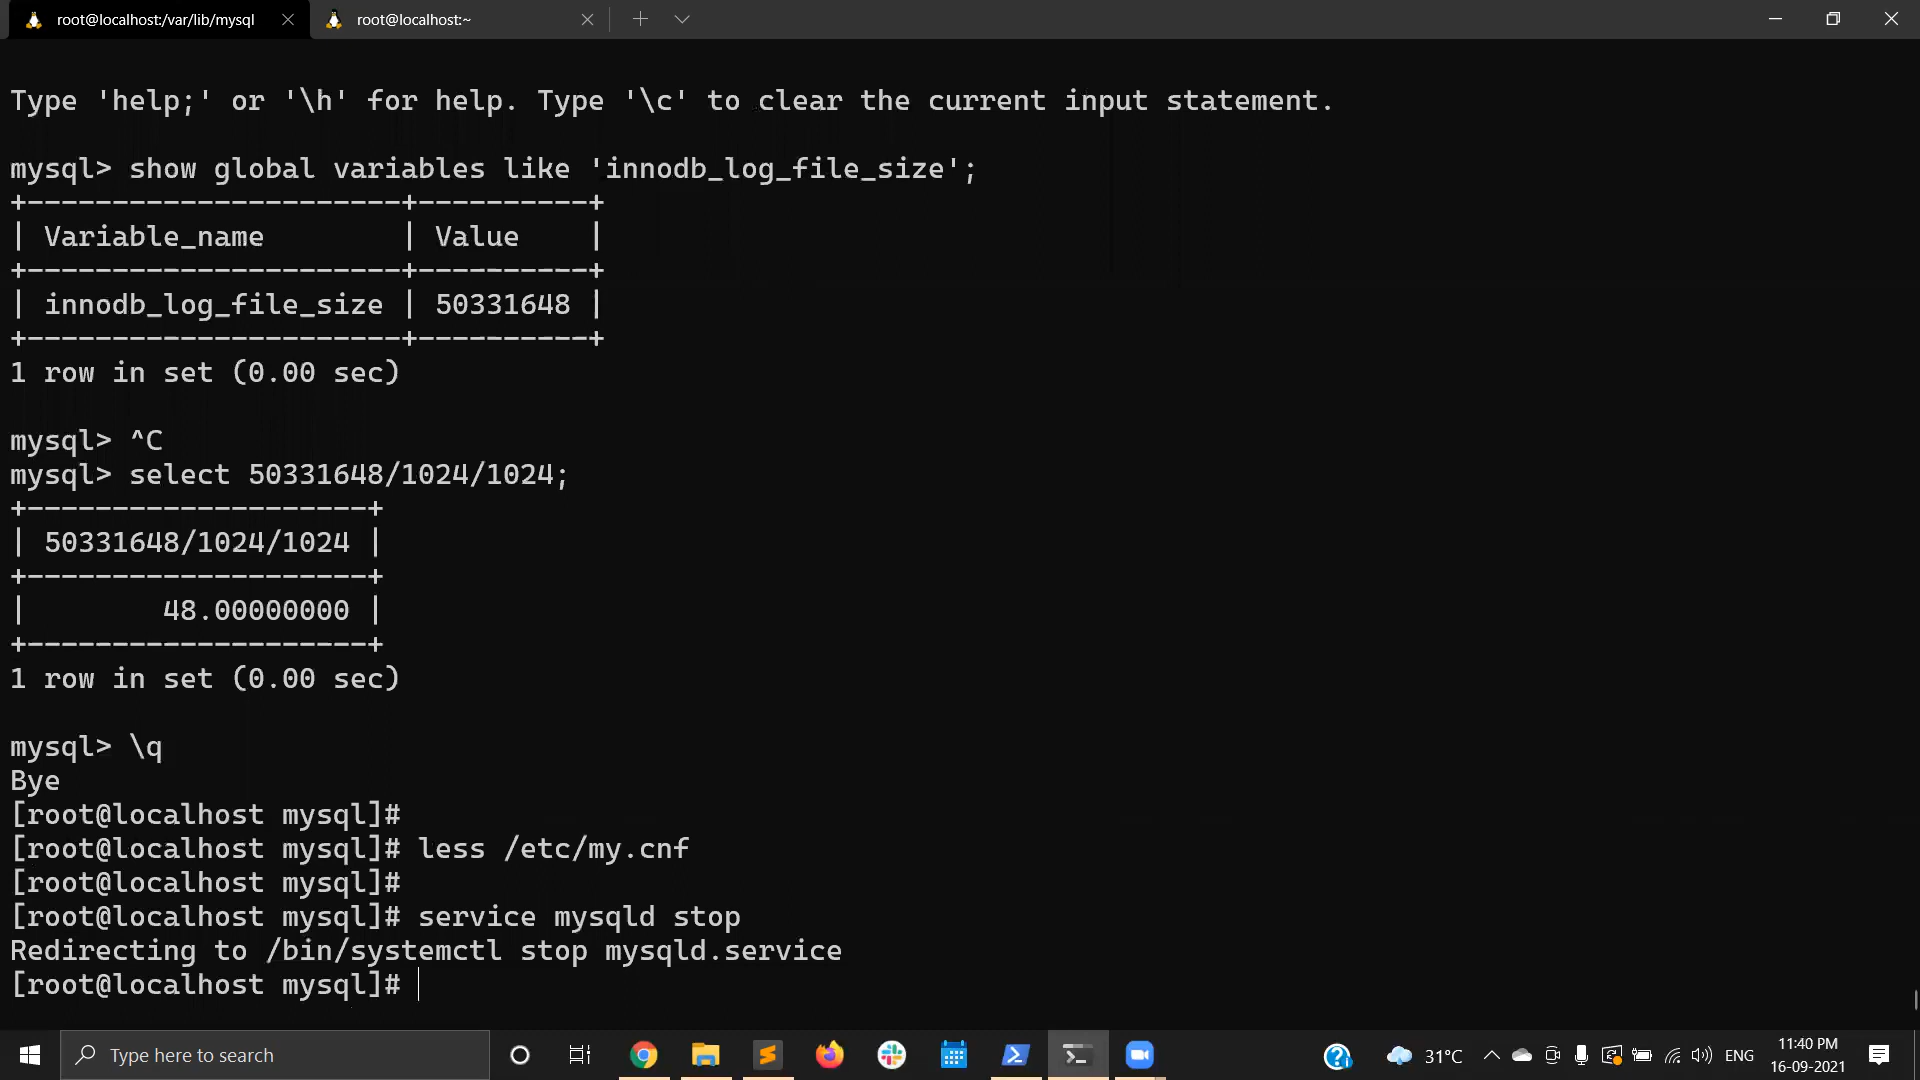 root@localhost:/var/lib/mysql
root@localhost:~
Type 'help;' or '\h' for help. Type '\c' to clear the current input statement.
mysql> show global variables like 'innodb_log_file_size';
+----------------------+----------+
| Variable_name        | Value    |
+----------------------+----------+
| innodb_log_file_size | 50331648 |
+----------------------+----------+
1 row in set (0.00 sec)
mysql> ^C
mysql> select 50331648/1024/1024;
+--------------------+
| 50331648/1024/1024 |
+--------------------+
|        48.00000000 |
+--------------------+
1 row in set (0.00 sec)
mysql> \q
Bye
[root@localhost mysql]#
[root@localhost mysql]# less /etc/my.cnf
[root@localhost mysql]#
[root@localhost mysql]# service mysqld stop
Redirecting to /bin/systemctl stop mysqld.service
[root@localhost mysql]#
Type here to search
31°C
ENG
11:40 PM
16-09-2021